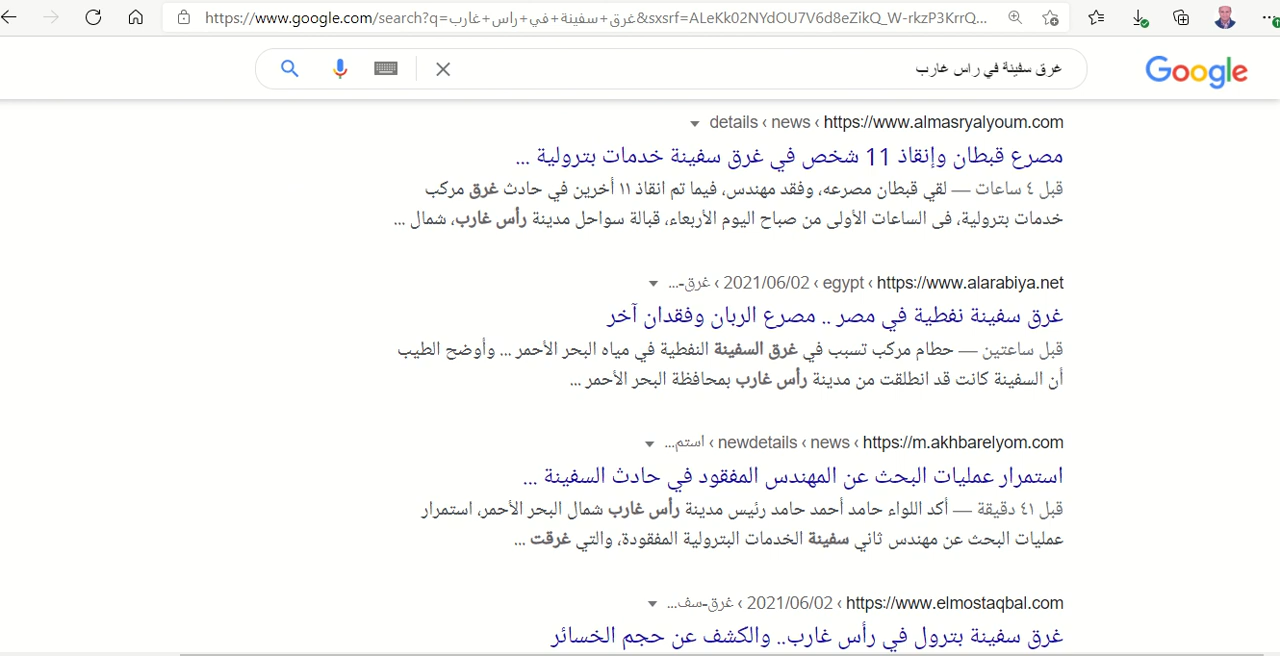 https://www.google.com/search?q=غرق+سفينة+في+راس+غارب&sxsrf=ALeKk02NYdOU7V6d8eZikQ_W-rkzP3KrrQ...
غرق سفينة في راس غارب
Google
https://www.almasryalyoum.com › news › details
مصرع قبطان وإنقاذ 11 شخص في غرق سفينة خدمات بترولية ...
قبل ٤ ساعات — لقي قبطان مصرعه، وفقد مهندس، فيما تم انقاذ ١١ أخرين في حادث غرق مركب
خدمات بترولية، فى الساعات الأولى من صباح اليوم الأربعاء، قبالة سواحل مدينة رأس غارب، شمال ...
https://www.alarabiya.net › egypt › 2021/06/02 › غرق-...
غرق سفينة نفطية في مصر .. مصرع الربان وفقدان آخر
قبل ساعتين — حطام مركب تسبب في غرق السفينة النفطية في مياه البحر الأحمر ... وأوضح الطيب
أن السفينة كانت قد انطلقت من مدينة رأس غارب بمحافظة البحر الأحمر ...
https://m.akhbarelyom.com › news › newdetails › استم...
استمرار عمليات البحث عن المهندس المفقود في حادث السفينة ...
قبل ٤١ دقيقة — أكد اللواء حامد أحمد حامد رئيس مدينة رأس غارب شمال البحر الأحمر، استمرار
عمليات البحث عن مهندس ثاني سفينة الخدمات البترولية المفقودة، والتي غرقت ...
https://www.elmostaqbal.com › 2021/06/02 › غرق-سف...
غرق سفينة بترول في رأس غارب.. والكشف عن حجم الخسائر